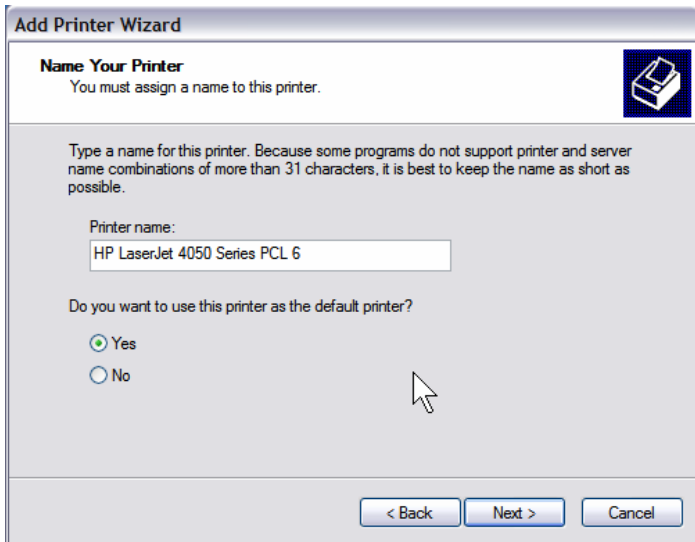 Add Printer Wizard
Name Your Printer
You must assign a name to this printer.
Type a name for this printer. Because some programs do not support printer and server
name combinations of more than 31 characters, it is best to keep the name as short as
possible.
Printer name:
HP LaserJet 4050 Series PCL 6
Do you want to use this printer as the default printer?
Yes
No
< Back Next > Cancel